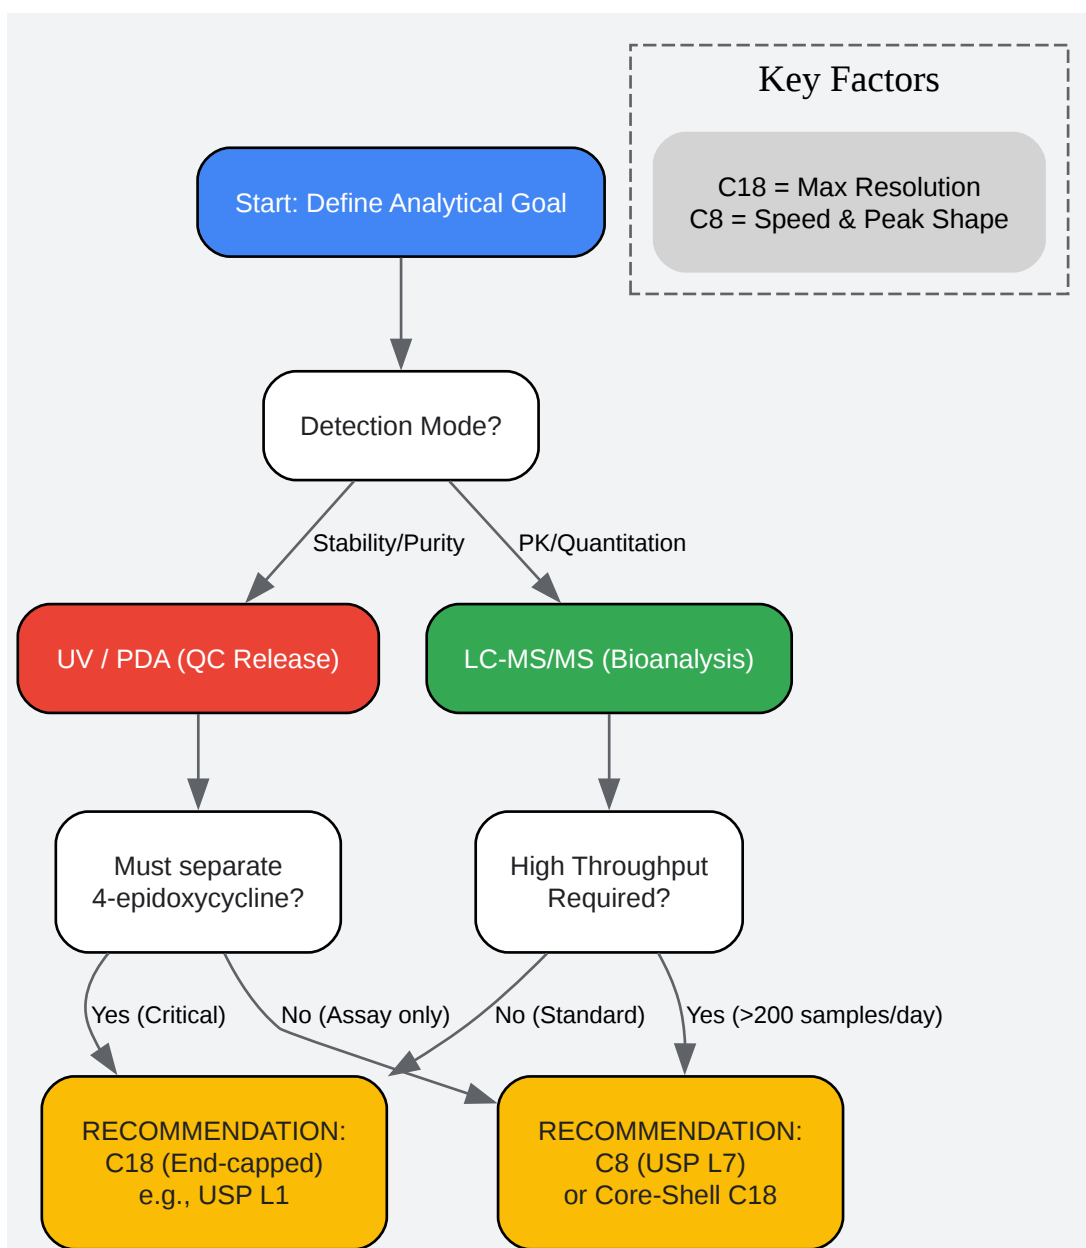 Key Factors
C18 = Max Resolution
C8 = Speed & Peak Shape
Start: Define Analytical Goal
Detection Mode?
Stability/Purity
PK/Quantitation
UV / PDA (QC Release)
LC-MS/MS (Bioanalysis)
Must separate
4-epidoxycycline?
High Throughput
Required?
Yes (Critical)
No (Assay only)
No (Standard)
Yes (>200 samples/day)
RECOMMENDATION:
C18 (End-capped)
e.g., USP L1
RECOMMENDATION:
C8 (USP L7)
or Core-Shell C18